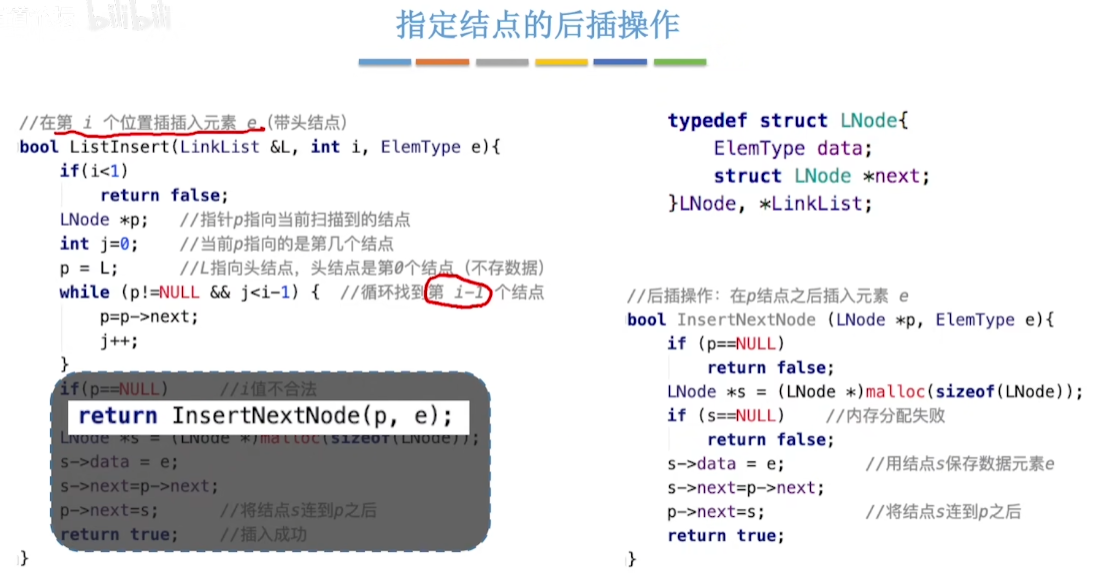 bilibili
指定结点的后插操作
//在第 i 个位置插插入元素 e (带头结点)
bool ListInsert(LinkList &L, int i, ElemType e){
if(i<1)
return false;
LNode *p; //指针p指向当前扫描到的结点
int j=0; //当前p指向的是第几个结点
p = L; //L指向头结点，头结点是第0个结点（不存数据）
while (p!=NULL && j<i-1) { //循环找到第 i-1 个结点
p=p->next;
j++;
}
if(p==NULL) //i值不合法
return InsertNextNode(p, e);
LNode *s = (LNode *)malloc(sizeof(LNode));
s->data = e;
s->next=p->next;
p->next=s; //将结点s连到p之后
return true; //插入成功
}
typedef struct LNode{
ElemType data;
struct LNode *next;
}LNode, *LinkList;
//后插操作：在p结点之后插入元素 e
bool InsertNextNode (LNode *p, ElemType e){
if (p==NULL)
return false;
LNode *s = (LNode *)malloc(sizeof(LNode));
if (s==NULL) //内存分配失败
return false;
s->data = e; //用结点s保存数据元素e
s->next=p->next;
p->next=s; //将结点s连到p之后
return true;
}